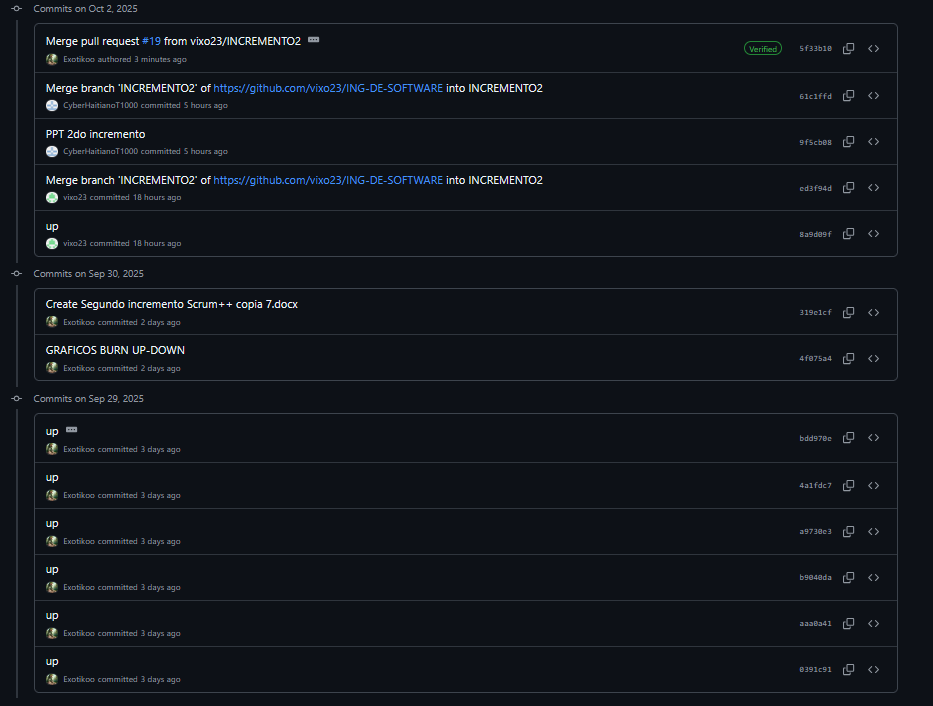 Commits on Oct 2, 2025
Merge pull request #19 from vixo23/INCREMENTO2
Exotikoo authored 3 minutes ago
Verified
5f33b10
Merge branch 'INCREMENTO2' of https://github.com/vixo23/ING-DE-SOFTWARE into INCREMENTO2
CyberHaitianoT1000 committed 5 hours ago
61c1ffd
PPT 2do incremento
CyberHaitianoT1000 committed 5 hours ago
9f5cb08
Merge branch 'INCREMENTO2' of https://github.com/vixo23/ING-DE-SOFTWARE into INCREMENTO2
vixo23 committed 18 hours ago
ed3f94d
up
vixo23 committed 18 hours ago
8a9d09f
Commits on Sep 30, 2025
Create Segundo incremento Scrum++ copia 7.docx
Exotikoo committed 2 days ago
319e1cf
GRAFICOS BURN UP-DOWN
Exotikoo committed 2 days ago
4f075a4
Commits on Sep 29, 2025
up
Exotikoo committed 3 days ago
bdd970e
up
Exotikoo committed 3 days ago
4a1fdc7
up
Exotikoo committed 3 days ago
a9730e3
up
Exotikoo committed 3 days ago
b9040da
up
Exotikoo committed 3 days ago
aaa0a41
up
Exotikoo committed 3 days ago
0391c91